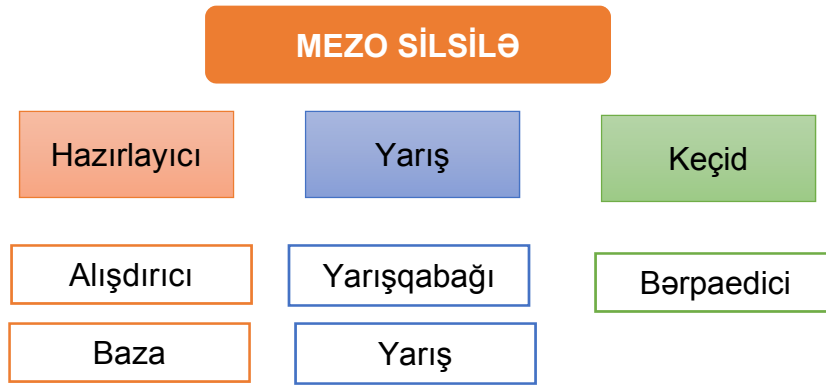 MEZO SİLSİLƏ
Hazırlayıcı
Yarış
Keçid
Alışdırıcı
Yarışqabağı
Bərpaedici
Baza
Yarış